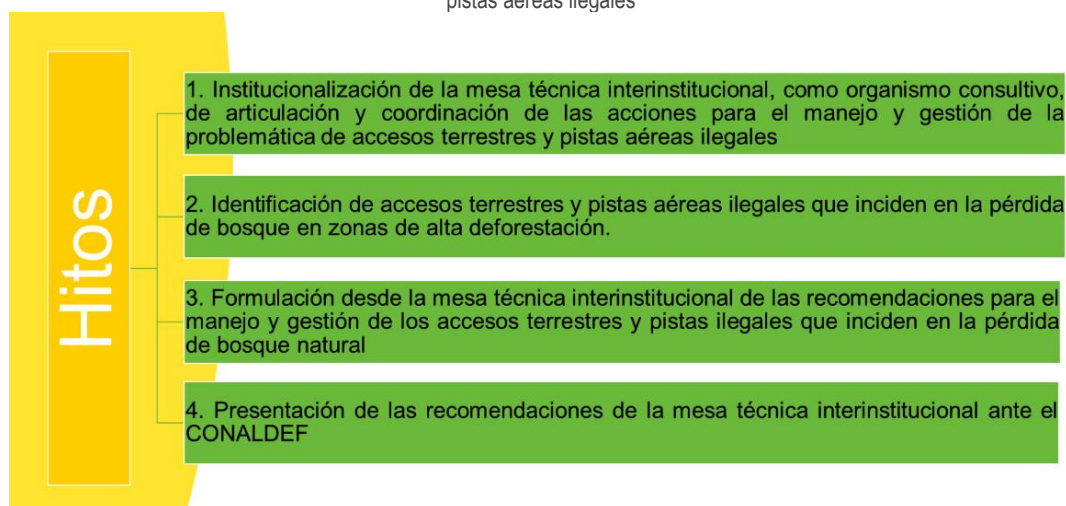 pistas aéreas ilegales
Hitos
1. Institucionalización de la mesa técnica interinstitucional, como organismo consultivo,
de articulación y coordinación de las acciones para el manejo y gestión de la
problemática de accesos terrestres y pistas aéreas ilegales
2. Identificación de accesos terrestres y pistas aéreas ilegales que inciden en la pérdida
de bosque en zonas de alta deforestación.
3. Formulación desde la mesa técnica interinstitucional de las recomendaciones para el
manejo y gestión de los accesos terrestres y pistas ilegales que inciden en la pérdida
de bosque natural
4. Presentación de las recomendaciones de la mesa técnica interinstitucional ante el
CONALDEF